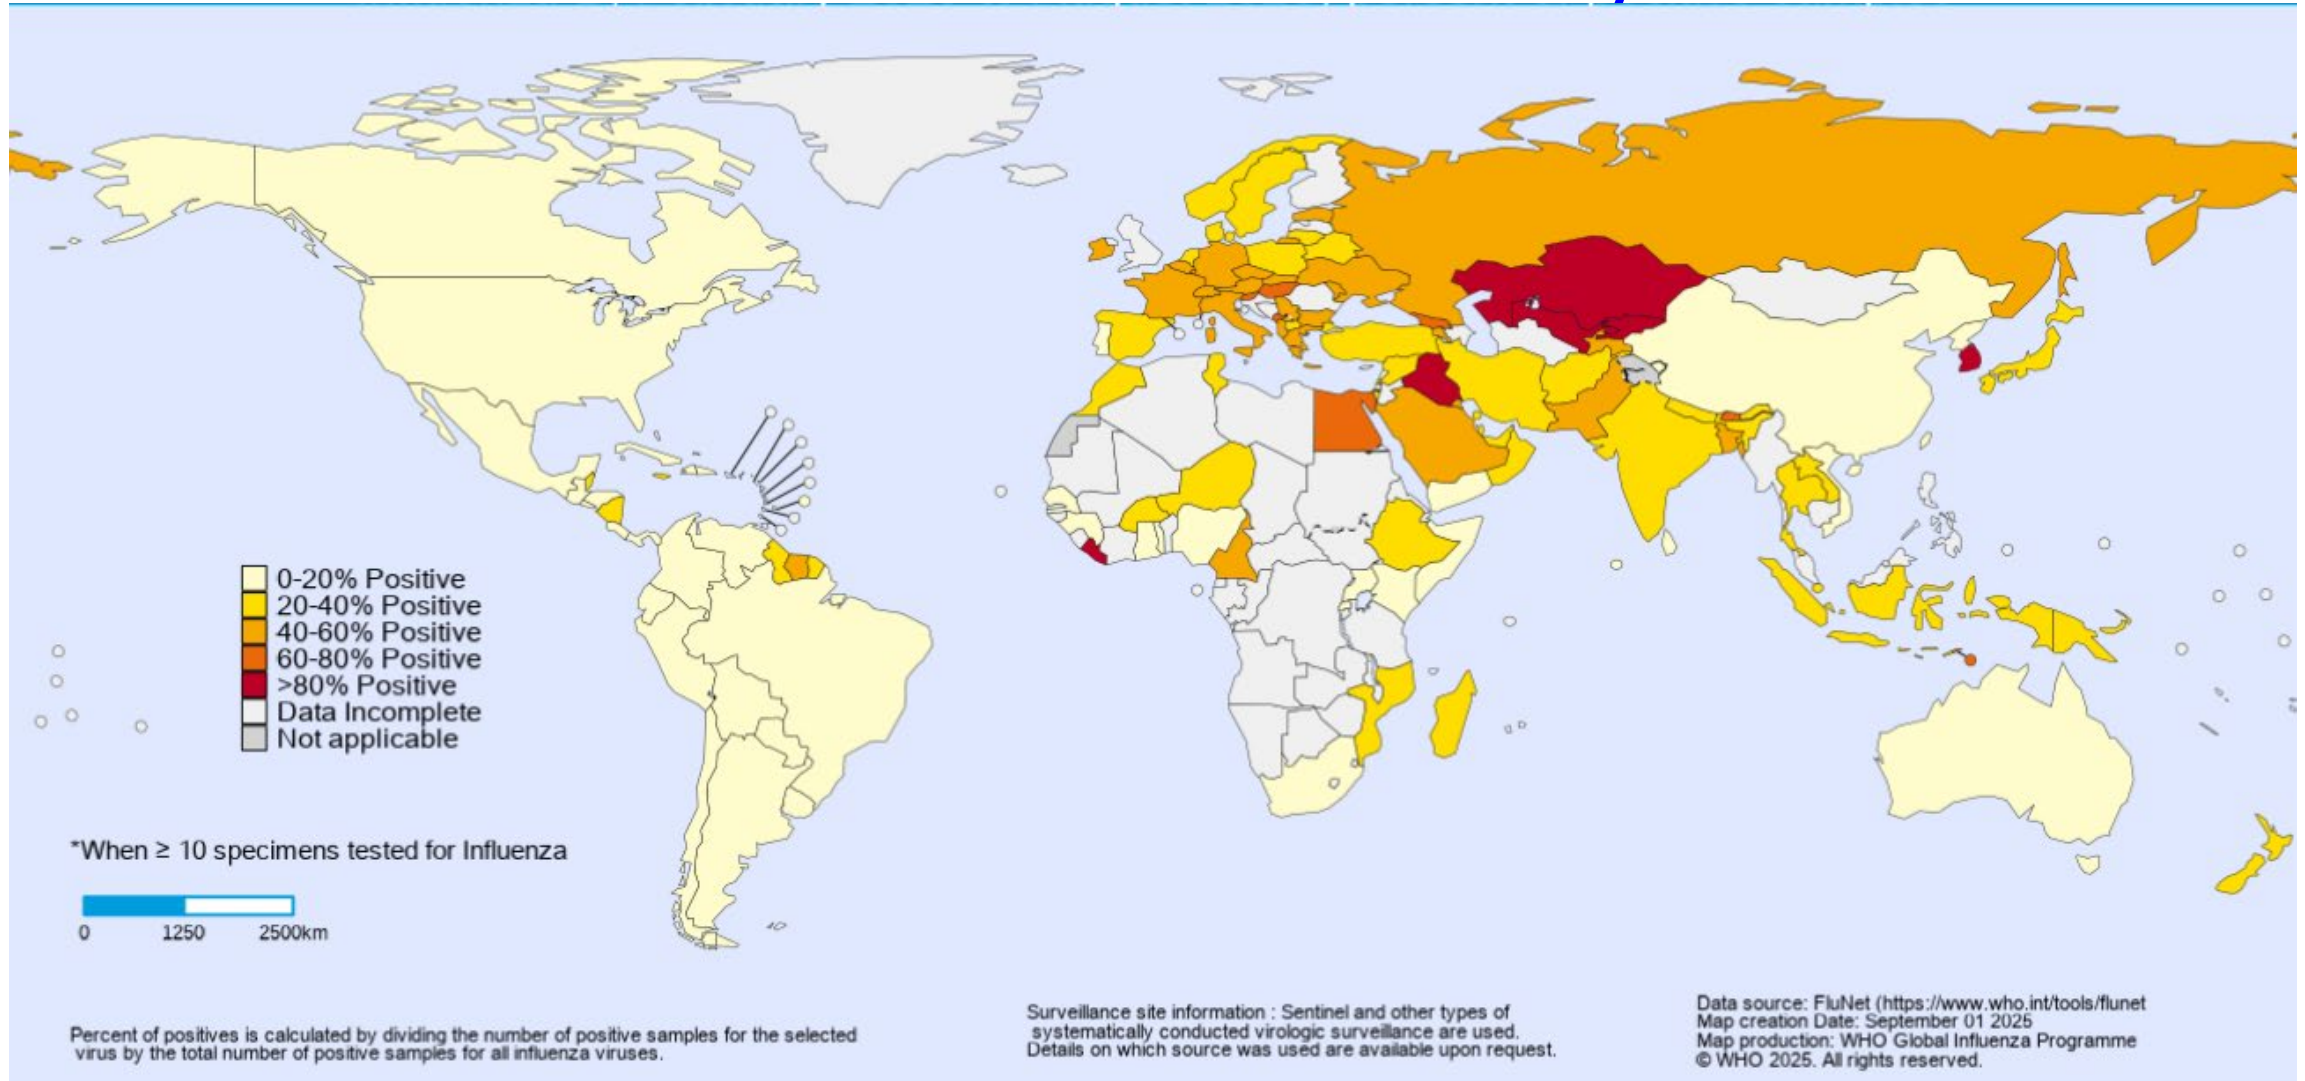 0-20% Positive
20-40% Positive
40-60% Positive
60-80% Positive
>80% Positive
Data Incomplete
Not applicable
*When ≥ 10 specimens tested for Influenza
0 1250 2500km
Percent of positives is calculated by dividing the number of positive samples for the selected
virus by the total number of positive samples for all influenza viruses.
Surveillance site information : Sentinel and other types of
systematically conducted virologic surveillance are used.
Details on which source was used are available upon request.
Data source: FluNet (https://www.who.int/tools/flunet
Map creation Date: September 01 2025
Map production: WHO Global Influenza Programme
© WHO 2025. All rights reserved.